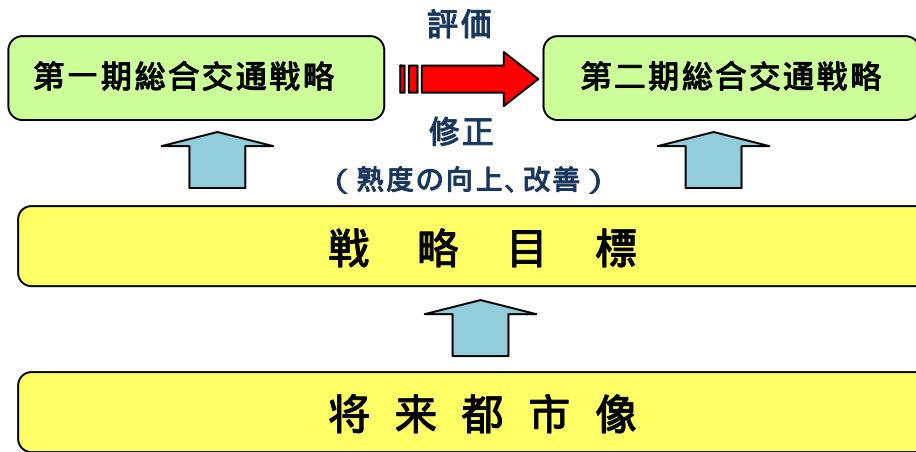 評価
第一期総合交通戦略
第二期総合交通戦略
修正
(熟度の向上、改善)
戦略目標
将来都市像